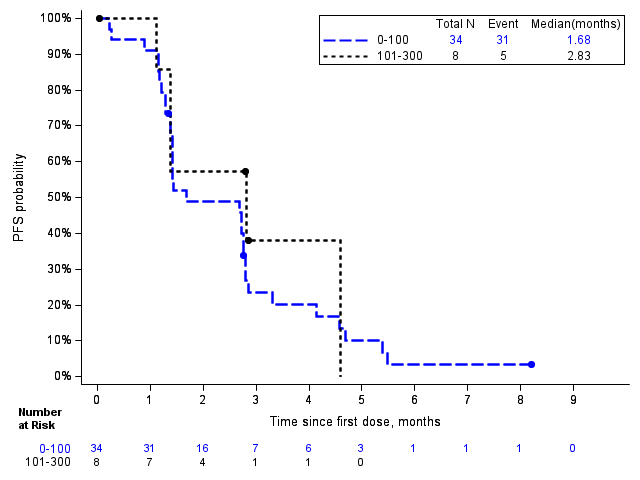 Total N Event Median(months)
0-100 34 31 1.68
101-300 8 5 2.83
100%
90%
80%
70%
60%
50%
40%
30%
20%
10%
0%
PFS probability
0 1 2 3 4 5 6 7 8 9
Time since first dose, months
Number
at Risk
0-100 34 31 16 7 6 3 1 1 1 0
101-300 8 7 4 1 1 0